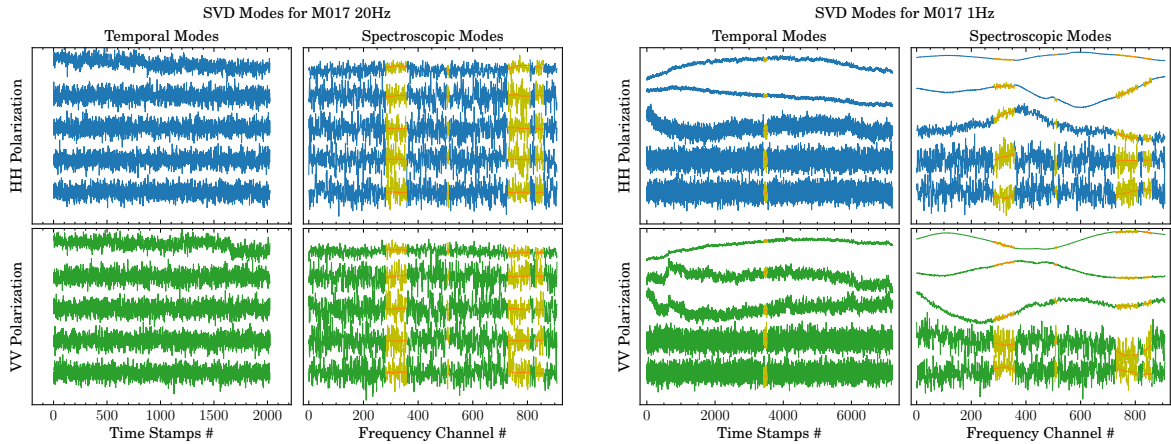 SVD Modes for M017 20Hz
Temporal Modes
Spectroscopic Modes
HH Polarization
VV Polarization
0 500 1000 1500 2000
Time Stamps #
0 200 400 600 800
Frequency Channel #
SVD Modes for M017 1Hz
Temporal Modes
Spectroscopic Modes
HH Polarization
VV Polarization
0 2000 4000 6000
Time Stamps #
0 200 400 600 800
Frequency Channel #